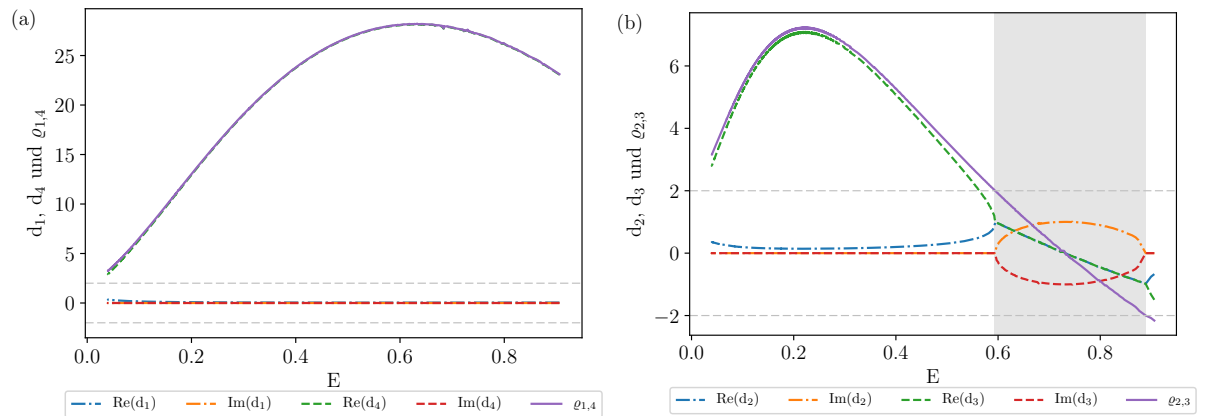 (a)
d₁, d₄ und ϱ₁,₄
25
20
15
10
5
0
0.0 0.2 0.4 0.6 0.8
E
Re(d₁) Im(d₁) Re(d₄) Im(d₄) ϱ₁,₄
(b)
d₂, d₃ und ϱ₂,₃
6
4
2
0
−2
0.0 0.2 0.4 0.6 0.8
E
Re(d₂) Im(d₂) Re(d₃) Im(d₃) ϱ₂,₃